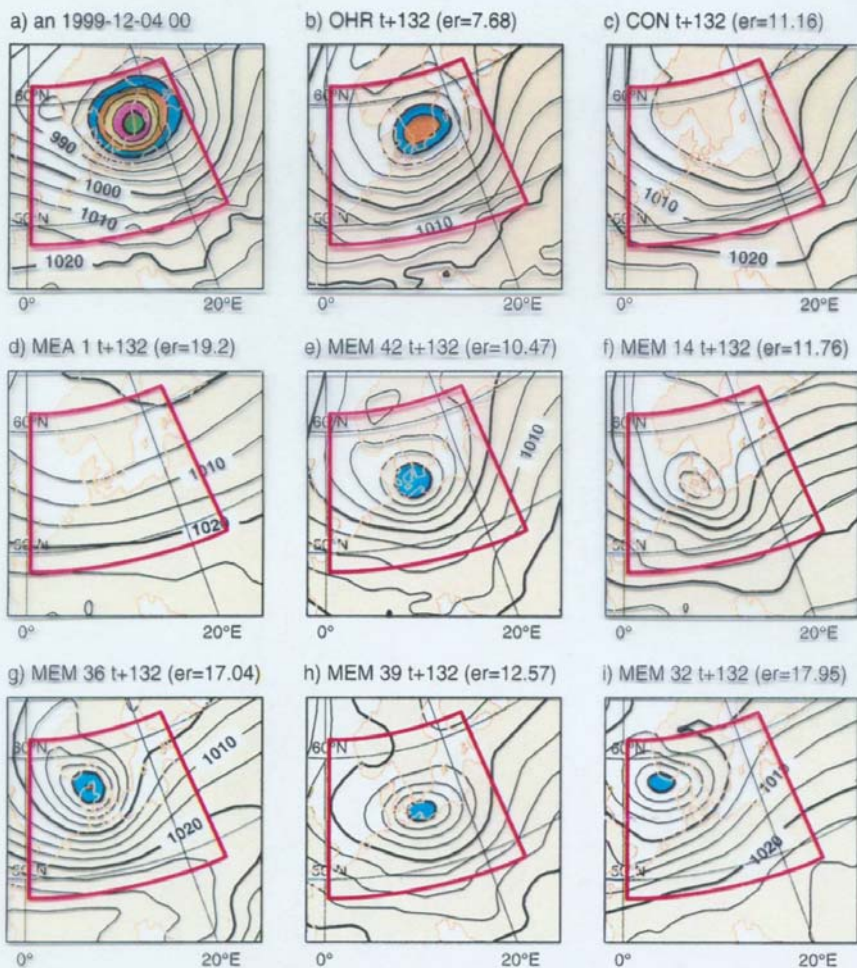 a) an 1999-12-04 00
b) OHR t+132 (er=7.68)
c) CON t+132 (er=11.16)
60°N
990
1000
1010
50°N
1020
0°
20°E
60°N
50°N
1010
0°
20°E
60°N
1010
50°N
1020
0°
20°E
d) MEA 1 t+132 (er=19.2)
e) MEM 42 t+132 (er=10.47)
f) MEM 14 t+132 (er=11.76)
60°N
1010
1020
50°N
0°
20°E
60°N
1010
50°N
0°
20°E
60°N
50°N
0°
20°E
g) MEM 36 t+132 (er=17.04)
h) MEM 39 t+132 (er=12.57)
i) MEM 32 t+132 (er=17.95)
60°N
1010
1020
50°N
0°
20°E
60°N
50°N
0°
20°E
60°N
1010
1020
50°N
0°
20°E